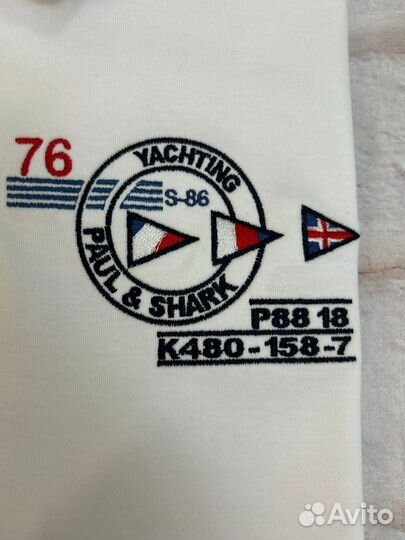 76
YACHTING
S-86
PAUL & SHARK
P88 18
K480-158-7
Avito